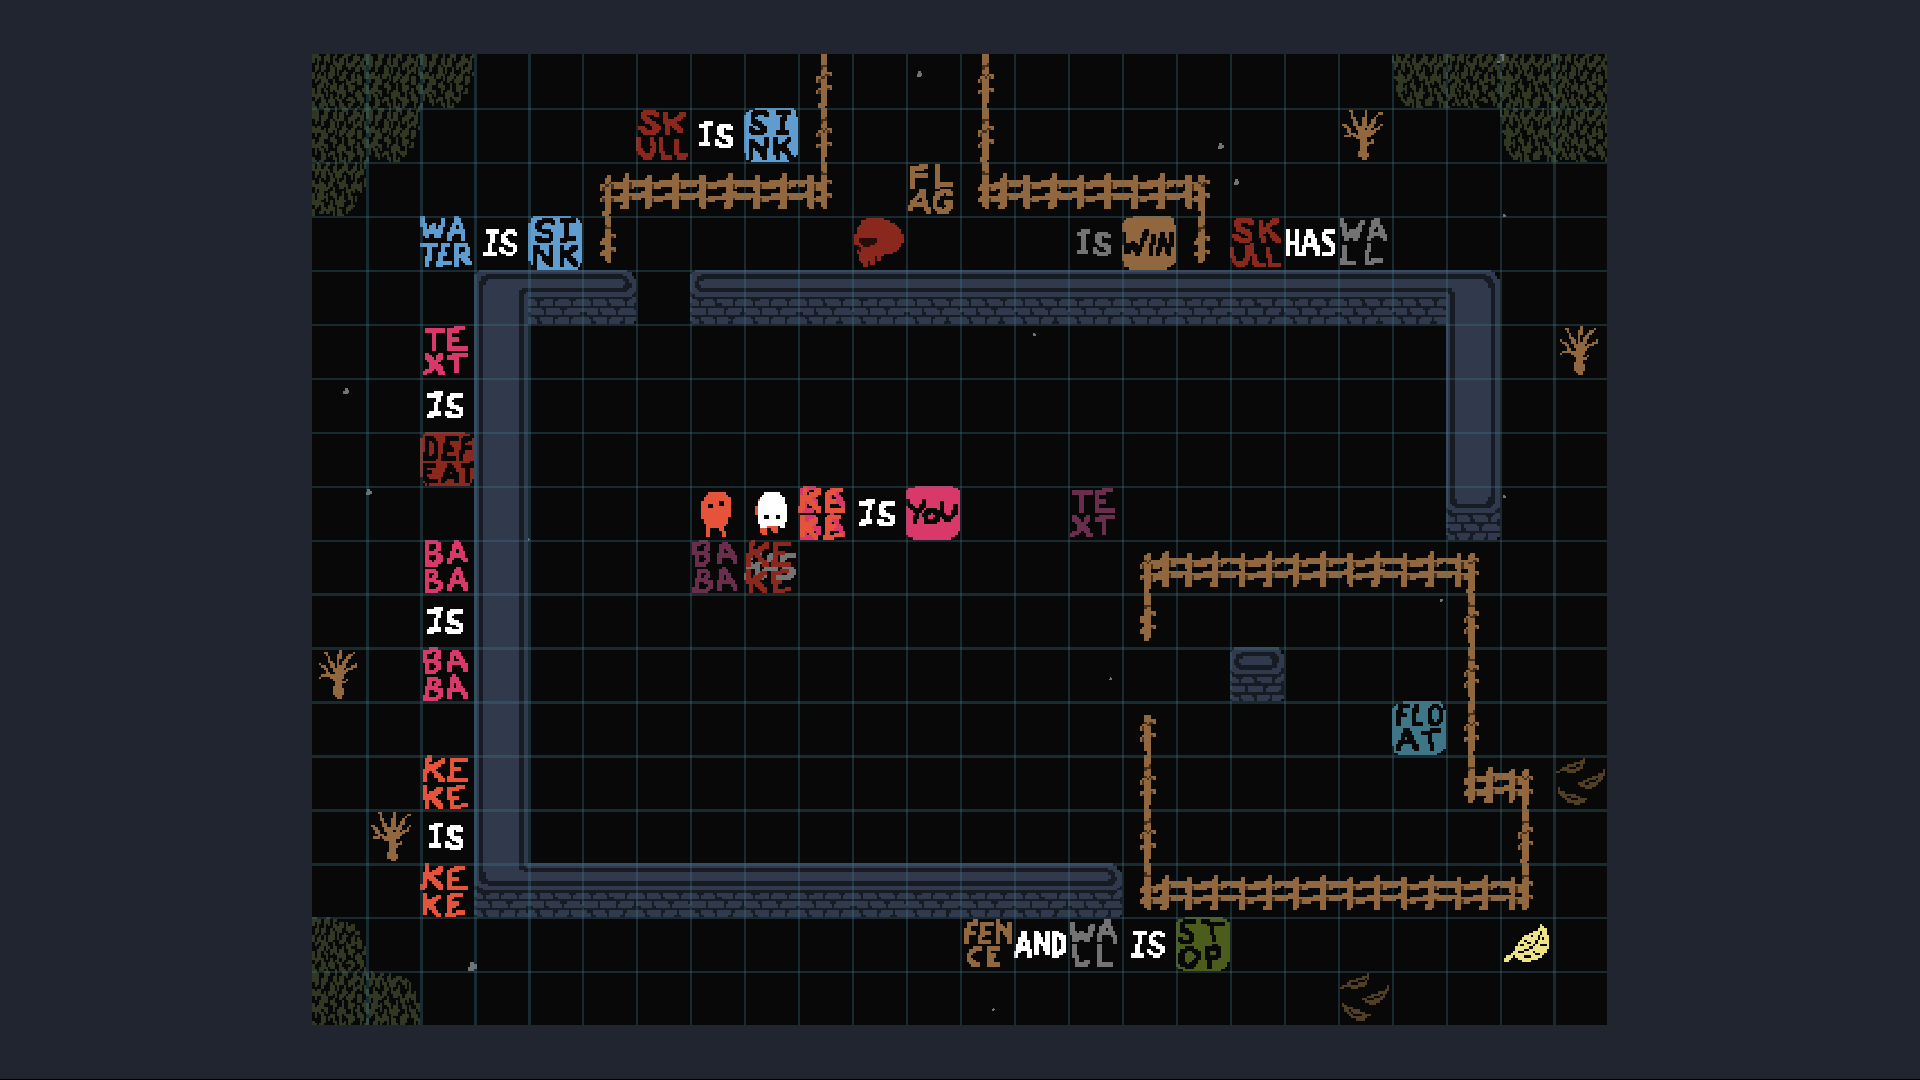 SKULL IS SINK
FLAG
WATER IS SINK
IS WIN
SKULL HAS WALL
TEXT
IS
DEFEAT
BABA IS YOU
TEXT
BABA KEKE
BABA
IS
BABA
FLOAT
KEKE
IS
KEKE
FENCE AND WALL IS STOP